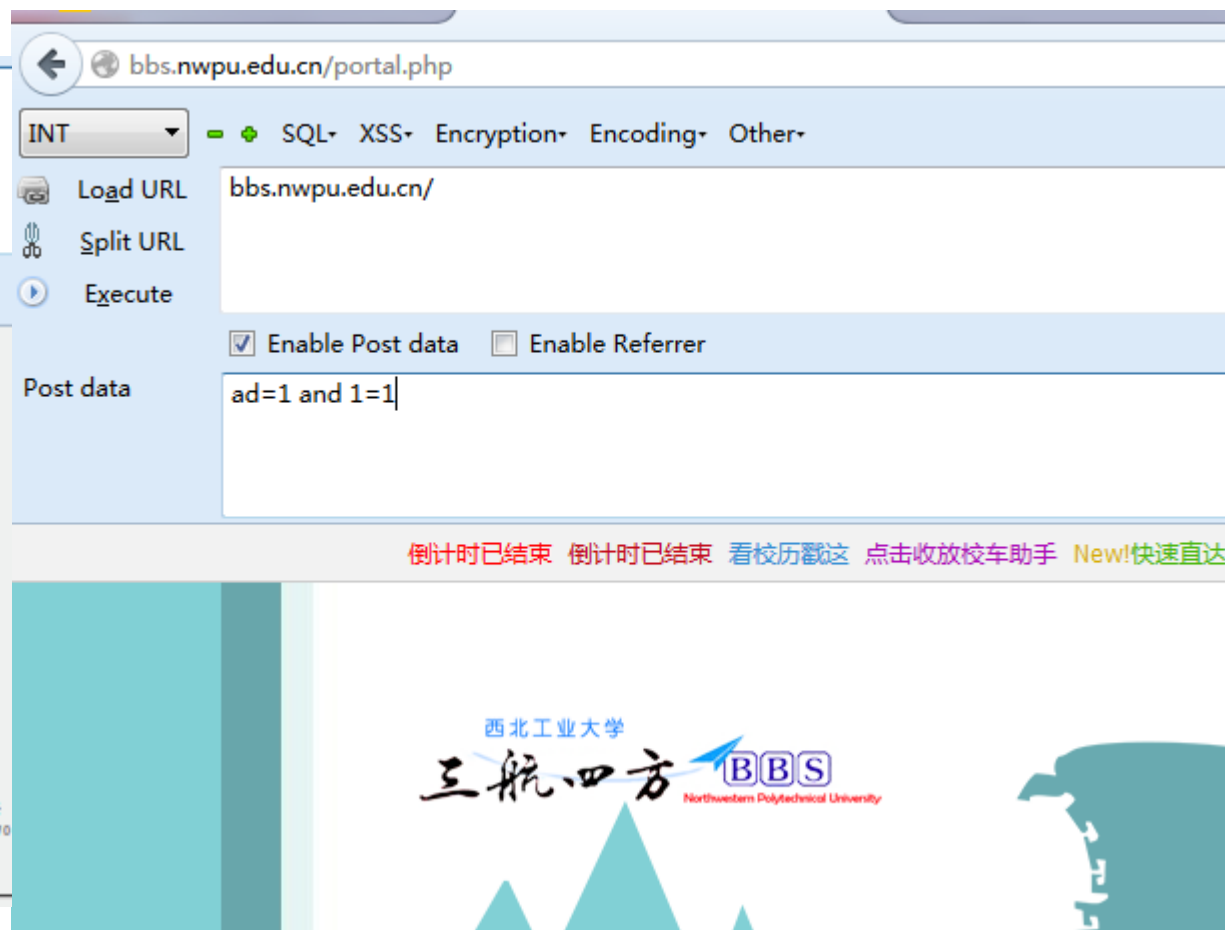 bbs.nwpu.edu.cn/portal.php
INT SQL XSS Encryption Encoding Other
Load URL bbs.nwpu.edu.cn/
Split URL
Execute
Enable Post data Enable Referrer
Post data ad=1 and 1=1
倒计时已结束 倒计时已结束 看校历戳这 点击收放校车助手 New!快速直达
西北工业大学
三航四方 BBS
Northwestern Polytechnical University